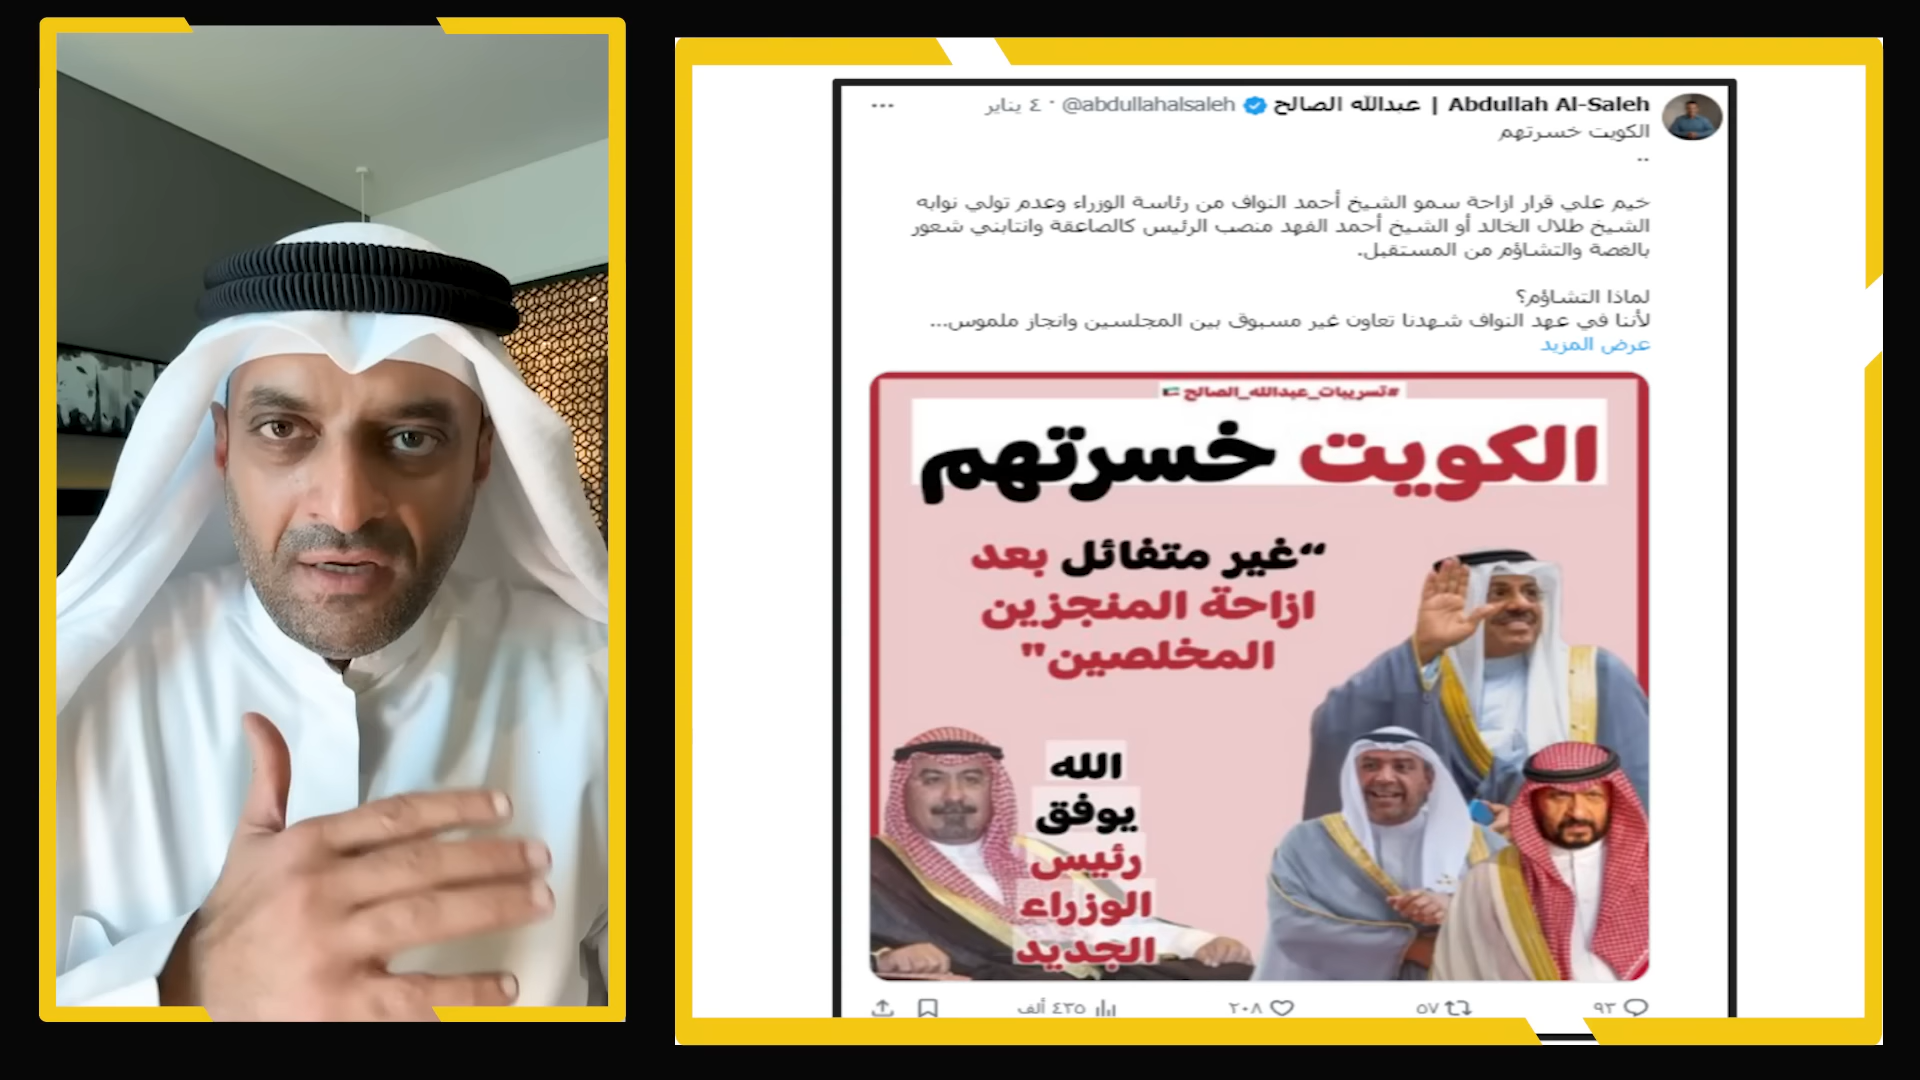 Abdullah Al-Saleh | عبدالله الصالح @abdullahalsaleh · ٤ يناير
الكويت خسرتهم
..
خيم علي قرار ازاحة سمو الشيخ أحمد النواف من رئاسة الوزراء وعدم تولي نوابه
الشيخ طلال الخالد أو الشيخ أحمد الفهد منصب الرئيس كالصاعقة وانتابني شعور
بالغصة والتشاؤم من المستقبل.
لماذا التشاؤم؟
لأننا في عهد النواف شهدنا تعاون غير مسبوق بين المجلسين وانجاز ملموس...
عرض المزيد
#تسريبات_عبدالله_الصالح
الكويت خسرتهم
“غير متفائل بعد
ازاحة المنجزين
المخلصين"
الله
يوفق
رئيس
الوزراء
الجديد
٩٣ ٥٧ ٢٠٨ ٤٣٥ ألف